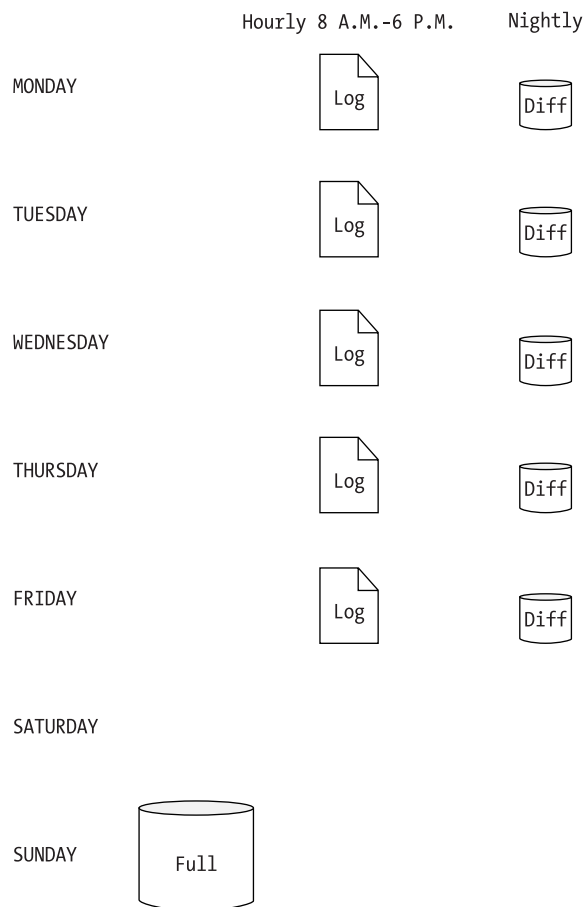 Hourly 8 A.M.-6 P.M. Nightly
MONDAY Log Diff
TUESDAY Log Diff
WEDNESDAY Log Diff
THURSDAY Log Diff
FRIDAY Log Diff
SATURDAY
SUNDAY Full